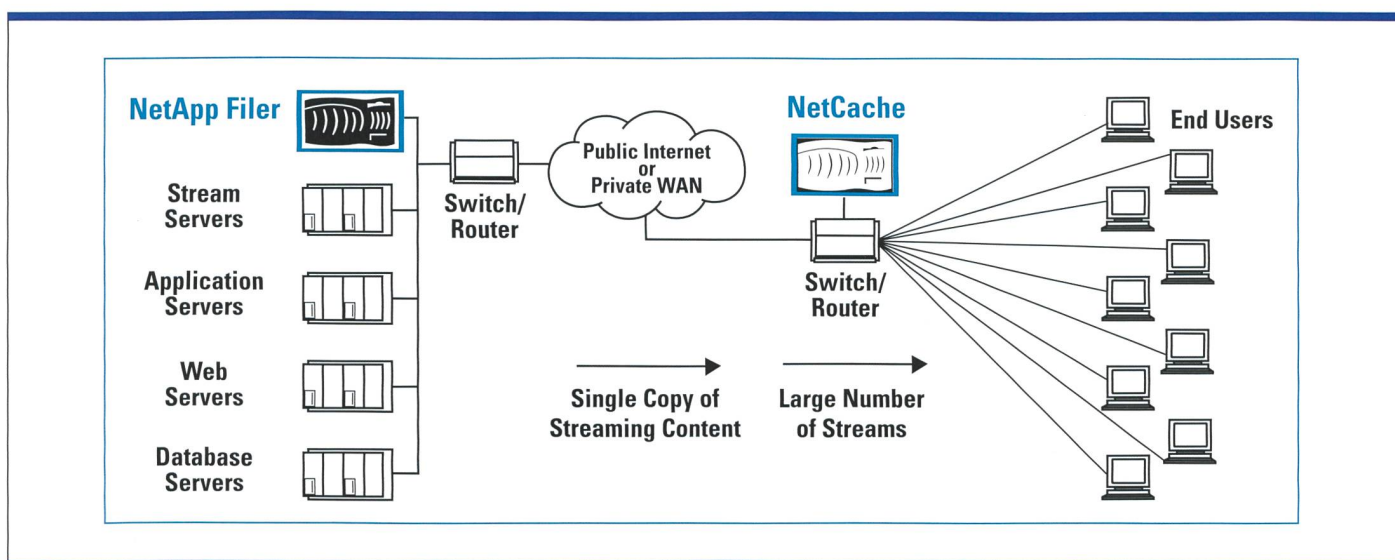 NetApp Filer
Stream
Servers
Application
Servers
Web
Servers
Database
Servers
Switch/
Router
Public Internet
or
Private WAN
NetCache
Switch/
Router
Single Copy of
Streaming Content
Large Number
of Streams
End Users